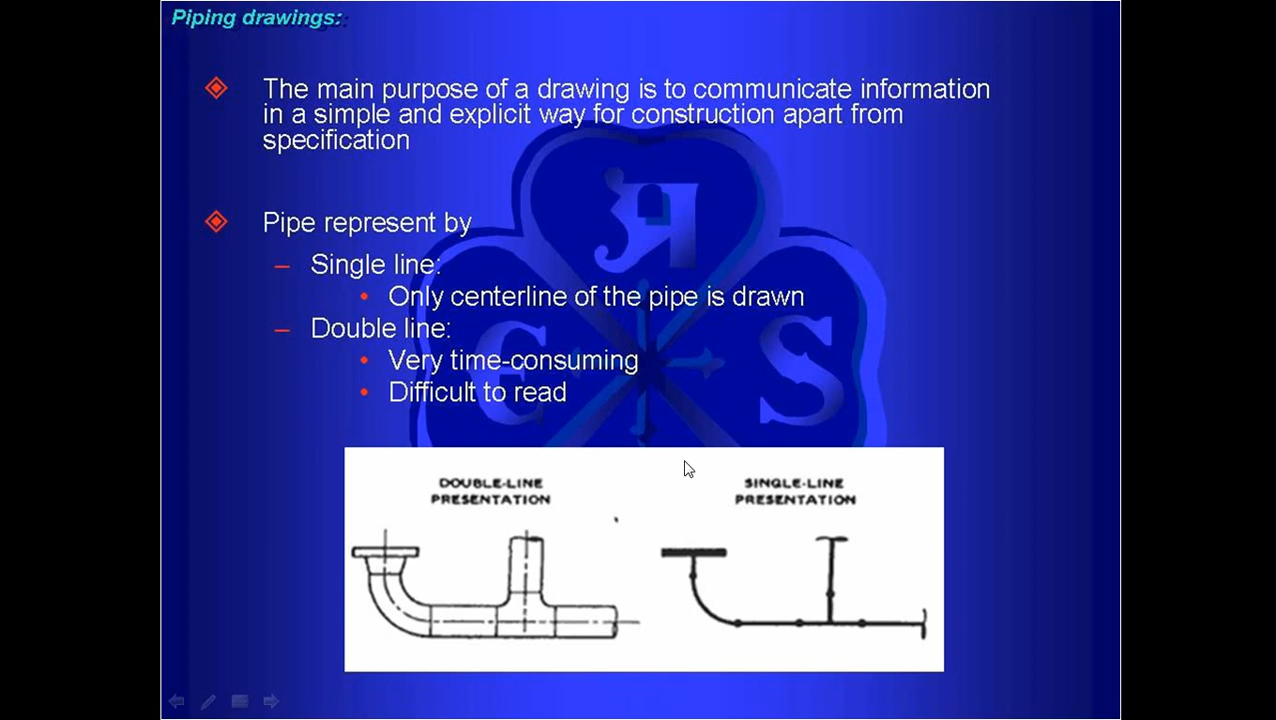 Piping drawings:
The main purpose of a drawing is to communicate information
in a simple and explicit way for construction apart from
specification
Pipe represent by
– Single line:
• Only centerline of the pipe is drawn
– Double line:
• Very time-consuming
• Difficult to read
अ
E
S
DOUBLE-LINE
PRESENTATION
SINGLE-LINE
PRESENTATION